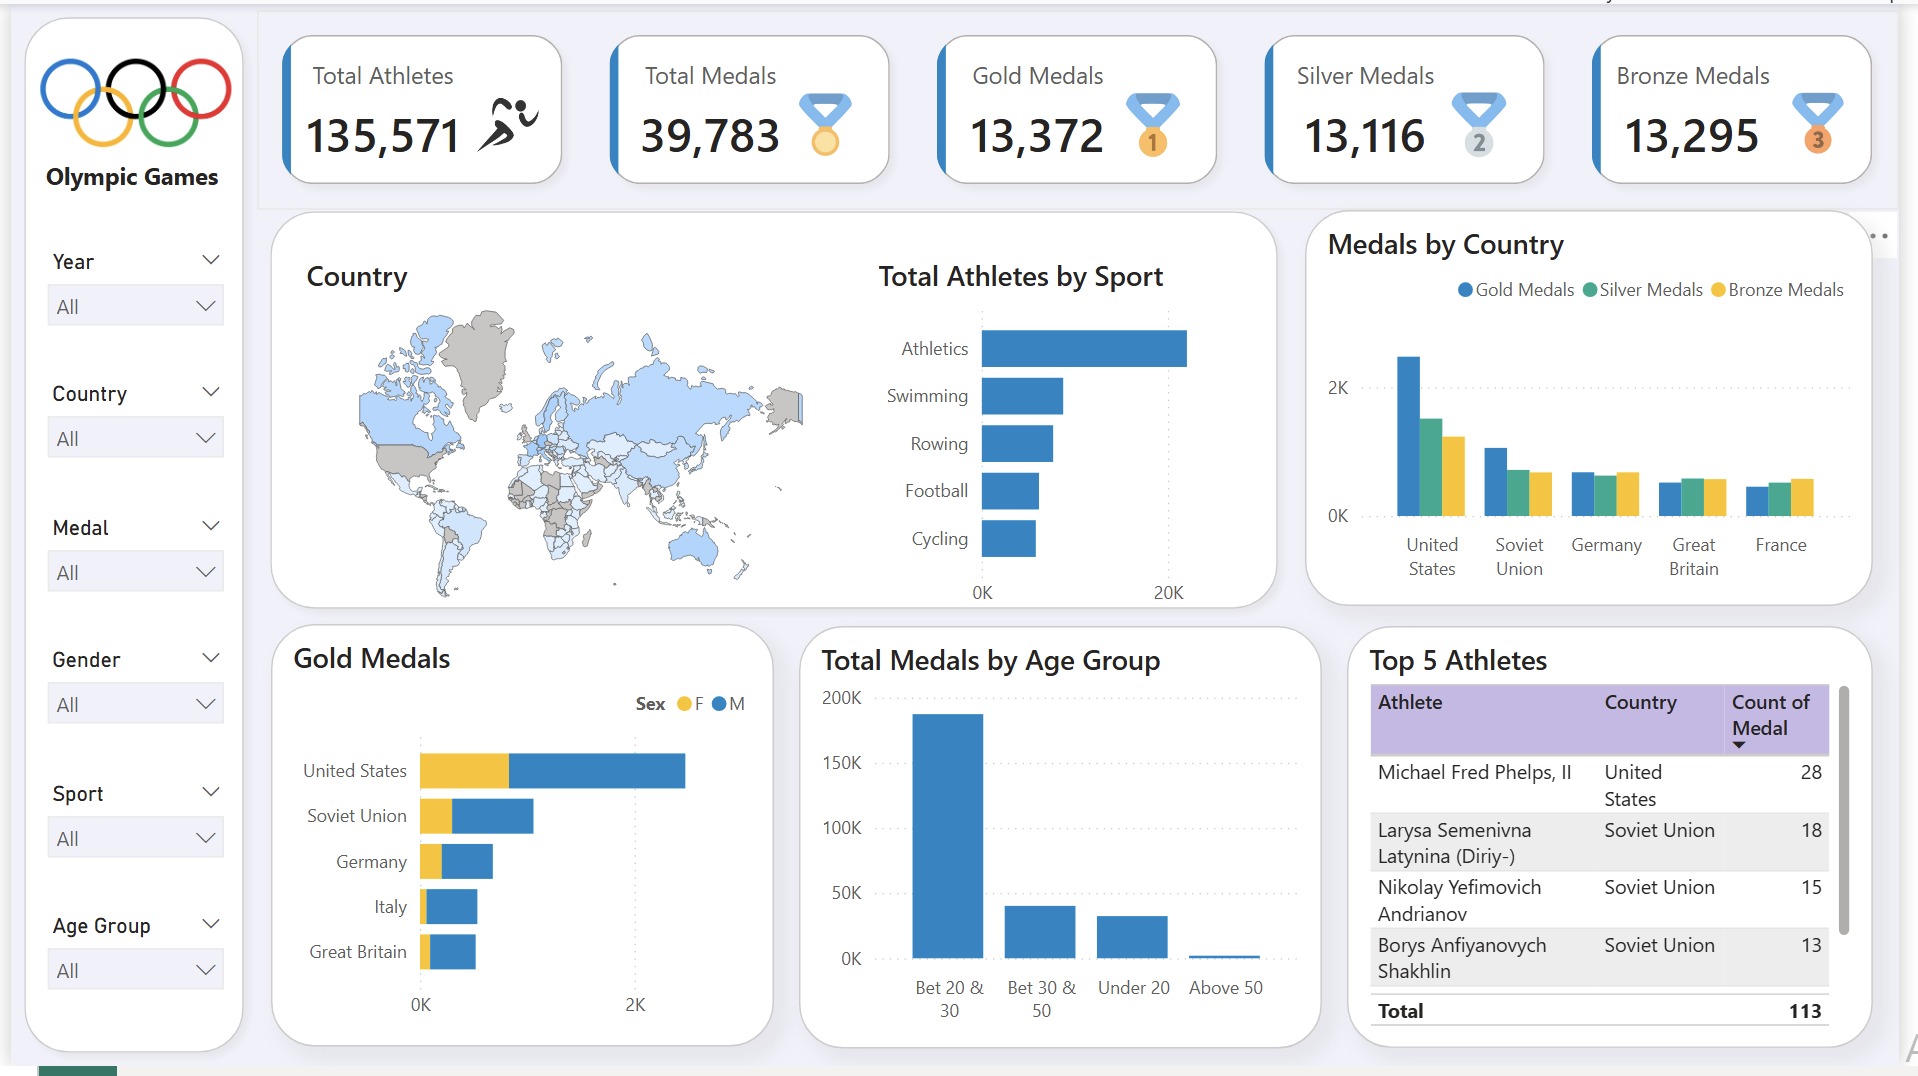 Olympic Games
Year
All
Country
All
Medal
All
Gender
All
Sport
All
Age Group
All
Total Athletes
135,571
Total Medals
39,783
Gold Medals
13,372
1
Silver Medals
13,116
2
Bronze Medals
13,295
3
Country
Total Athletes by Sport
Athletics
Swimming
Rowing
Football
Cycling
0K 20K
Medals by Country
Gold Medals Silver Medals Bronze Medals
2K
0K
United States
Soviet Union
Germany
Great Britain
France
Gold Medals
Sex F M
United States
Soviet Union
Germany
Italy
Great Britain
0K 2K
Total Medals by Age Group
200K
150K
100K
50K
0K
Bet 20 & 30
Bet 30 & 50
Under 20
Above 50
Top 5 Athletes
Athlete Country Count of Medal
Michael Fred Phelps, II United States 28
Larysa Semenivna Latynina (Diriy-) Soviet Union 18
Nikolay Yefimovich Andrianov Soviet Union 15
Borys Anfiyanovych Shakhlin Soviet Union 13
Total 113